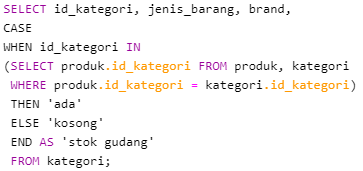 SELECT id_kategori, jenis_barang, brand,
CASE
WHEN id_kategori IN
(SELECT produk.id_kategori FROM produk, kategori
WHERE produk.id_kategori = kategori.id_kategori)
THEN 'ada'
ELSE 'kosong'
END AS 'stok gudang'
FROM kategori;